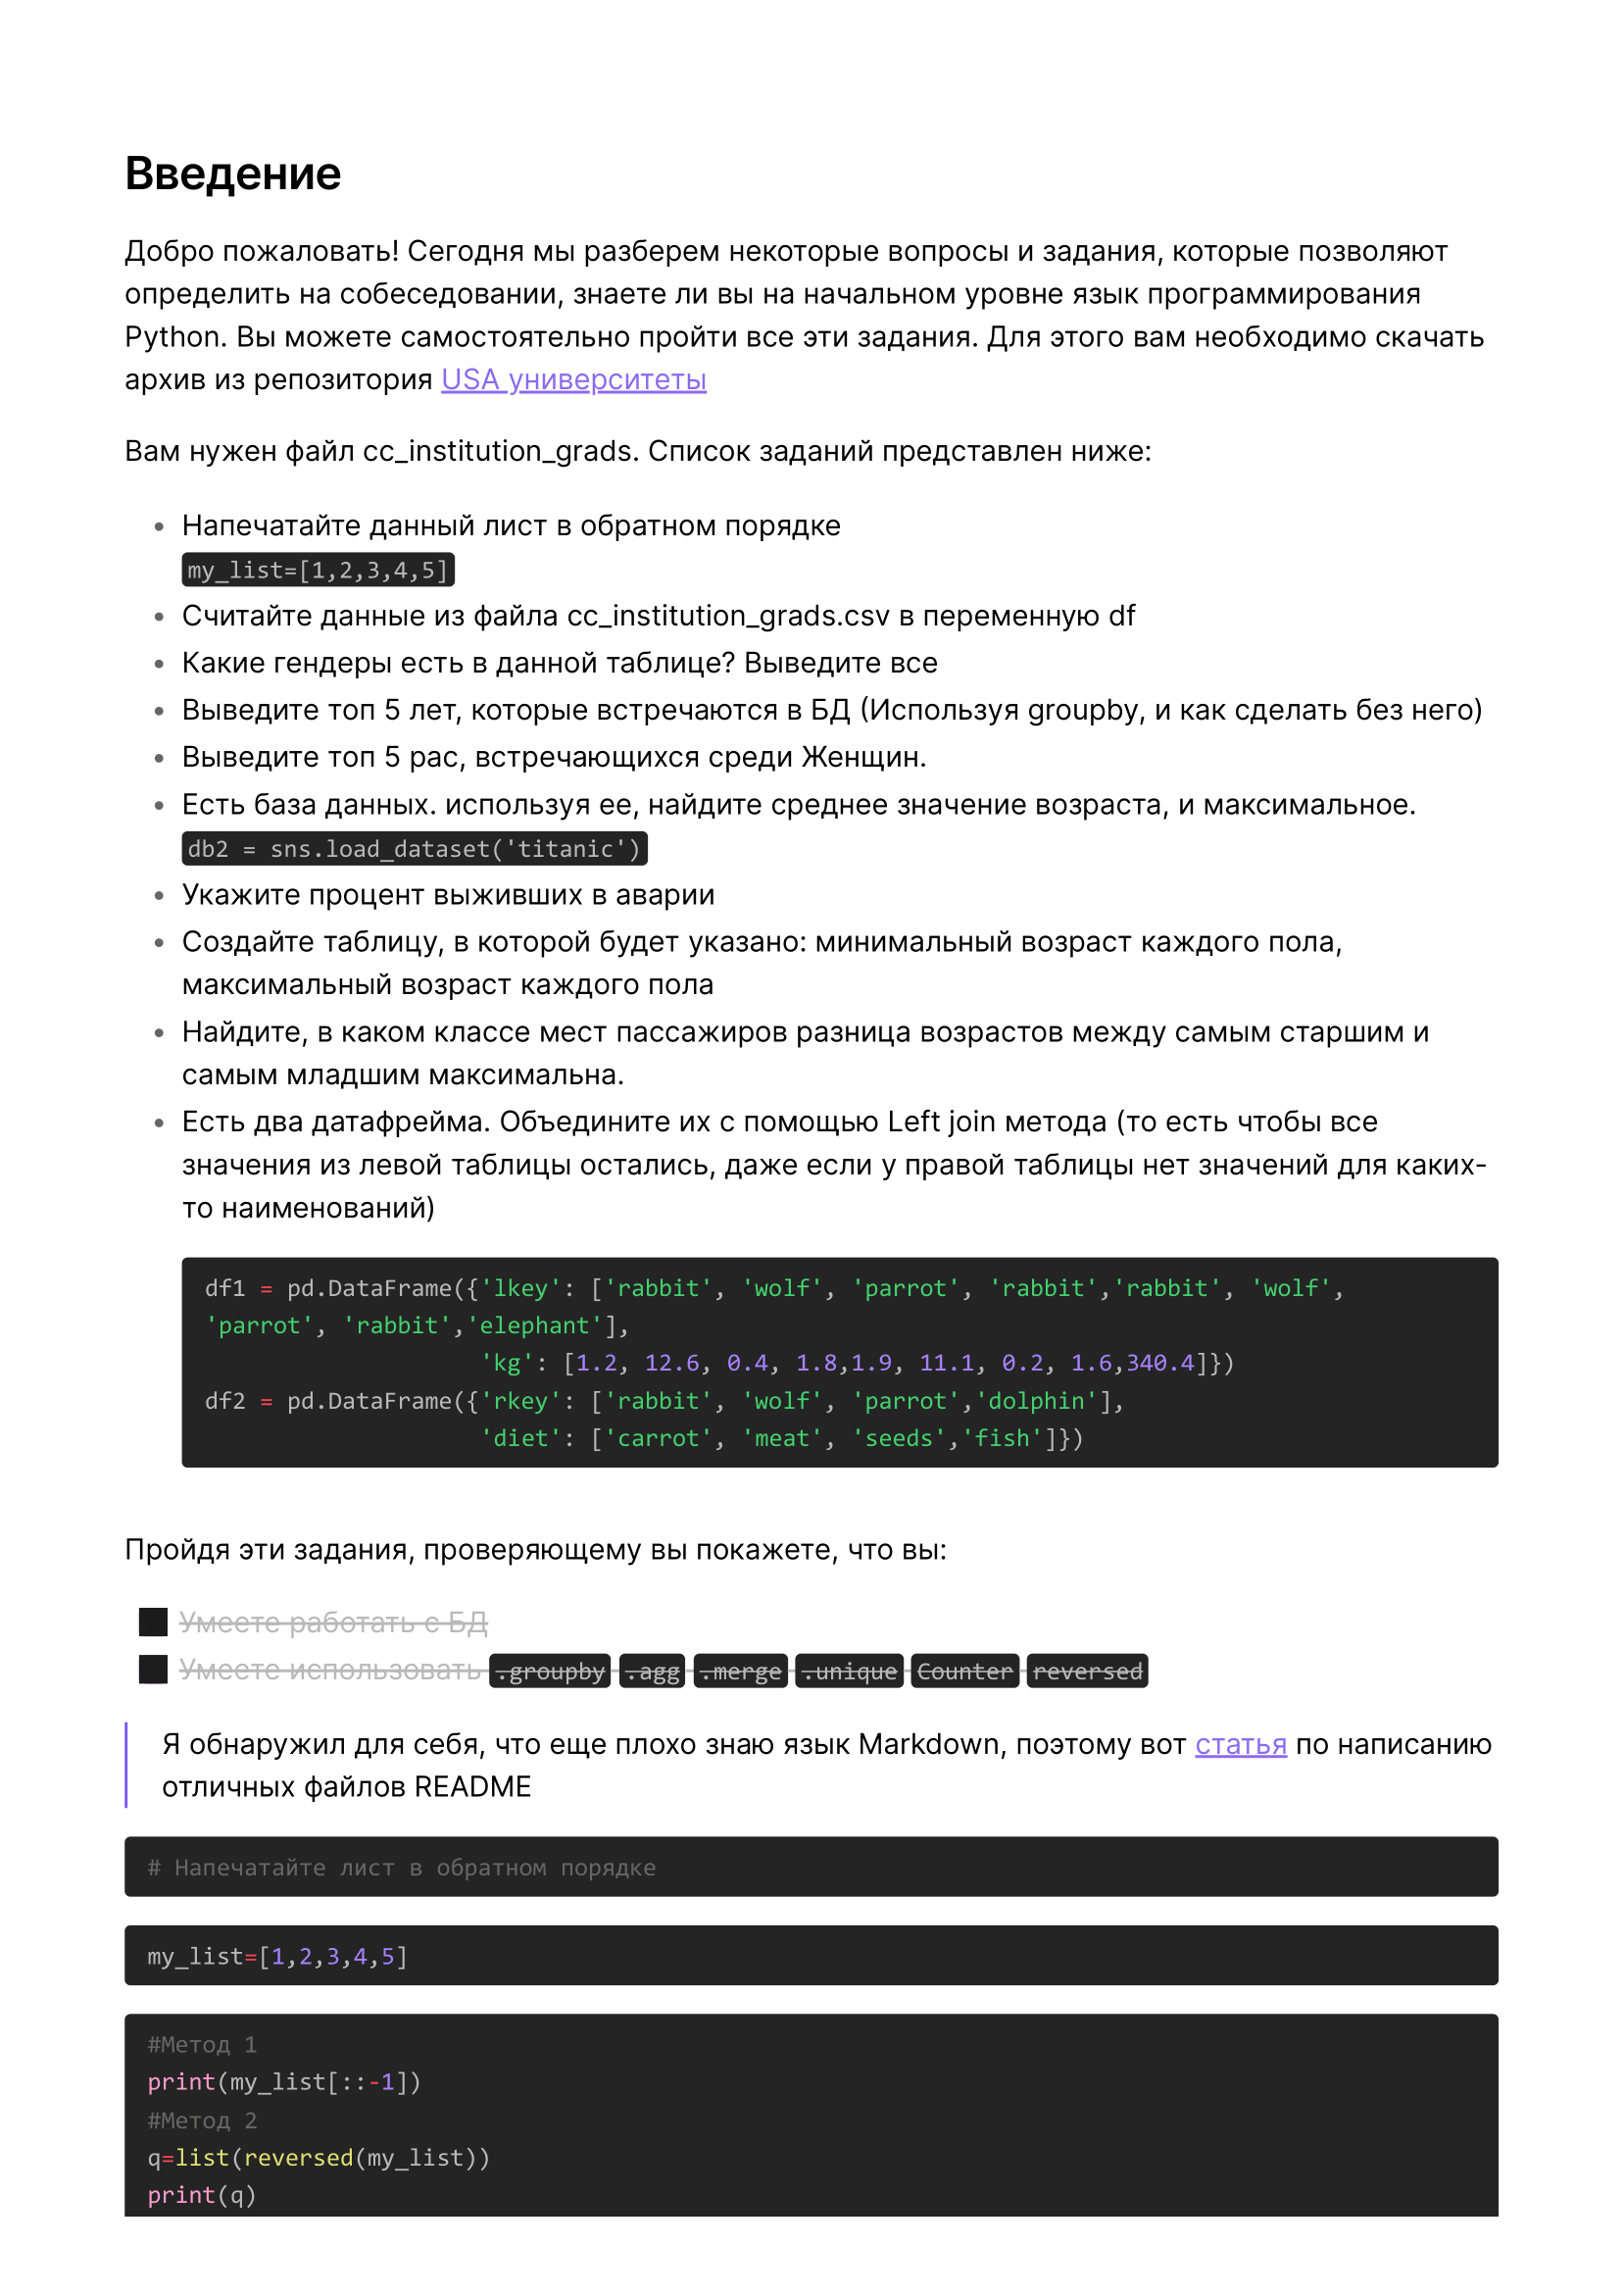 Введение
Добро пожаловать! Сегодня мы разберем некоторые вопросы и задания, которые позволяют
определить на собеседовании, знаете ли вы на начальном уровне язык программирования
Python. Вы можете самостоятельно пройти все эти задания. Для этого вам необходимо скачать
архив из репозитория USA университеты
Вам нужен файл cc_institution_grads. Список заданий представлен ниже:
• Напечатайте данный лист в обратном порядке
my_list=[1,2,3,4,5]
• Считайте данные из файла cc_institution_grads.csv в переменную df
• Какие гендеры есть в данной таблице? Выведите все
• Выведите топ 5 лет, которые встречаются в БД (Используя groupby, и как сделать без него)
• Выведите топ 5 рас, встречающихся среди Женщин.
• Есть база данных. используя ее, найдите среднее значение возраста, и максимальное.
db2 = sns.load_dataset('titanic')
• Укажите процент выживших в аварии
• Создайте таблицу, в которой будет указано: минимальный возраст каждого пола,
максимальный возраст каждого пола
• Найдите, в каком классе мест пассажиров разница возрастов между самым старшим и
самым младшим максимальна.
• Есть два датафрейма. Объедините их с помощью Left join метода (то есть чтобы все
значения из левой таблицы остались, даже если у правой таблицы нет значений для каких-
то наименований)
df1 = pd.DataFrame({'lkey': ['rabbit', 'wolf', 'parrot', 'rabbit','rabbit', 'wolf',
'parrot', 'rabbit','elephant'],
'kg': [1.2, 12.6, 0.4, 1.8,1.9, 11.1, 0.2, 1.6,340.4]})
df2 = pd.DataFrame({'rkey': ['rabbit', 'wolf', 'parrot','dolphin'],
'diet': ['carrot', 'meat', 'seeds','fish']})
Пройдя эти задания, проверяющему вы покажете, что вы:
Умеете работать с БД
Умеете использовать .groupby .agg .merge .unique Counter reversed
Я обнаружил для себя, что еще плохо знаю язык Markdown, поэтому вот статья по написанию
отличных файлов README
# Напечатайте лист в обратном порядке
my_list=[1,2,3,4,5]
#Метод 1
print(my_list[::-1])
#Метод 2
q=list(reversed(my_list))
print(q)